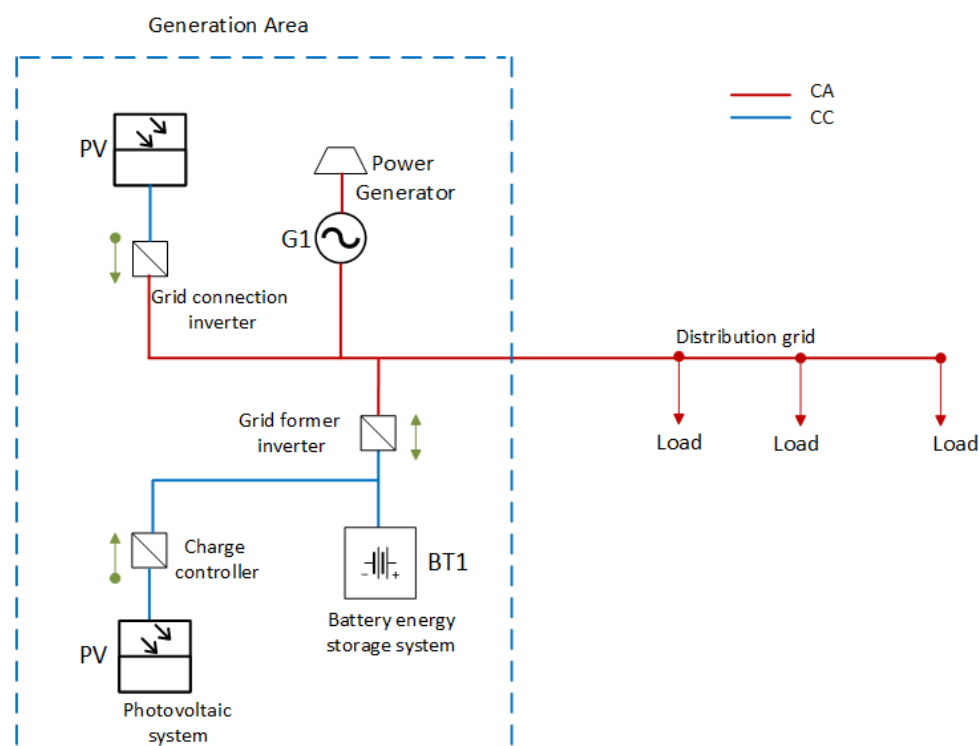 Generation Area
CA
CC
PV
Power
Generator
G1
Grid connection
inverter
Distribution grid
Grid former
inverter
Load
Load
Load
Charge
controller
- +
BT1
Battery energy
storage system
PV
Photovoltaic
system